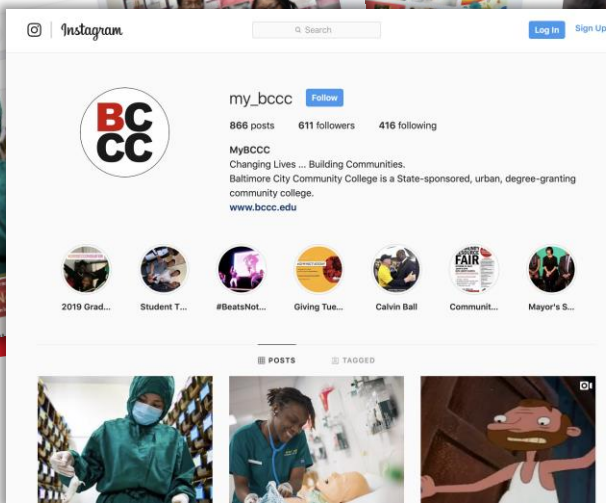 Instagram
Search
Log In
Sign Up
BC
CC
my_bccc
Follow
866 posts 611 followers 416 following
MyBCCC
Changing Lives ... Building Communities.
Baltimore City Community College is a State-sponsored, urban, degree-granting
community college.
www.bccc.edu
FAIR
2019 Grad... Student T... #BeatsNot... Giving Tue... Calvin Ball Communit... Mayor's S...
POSTS TAGGED